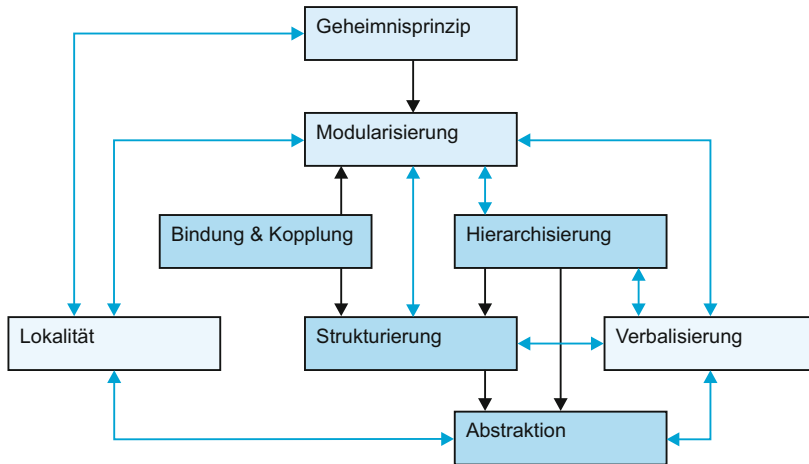 Geheimnisprinzip
Modularisierung
Bindung & Kopplung
Hierarchisierung
Lokalität
Strukturierung
Verbalisierung
Abstraktion